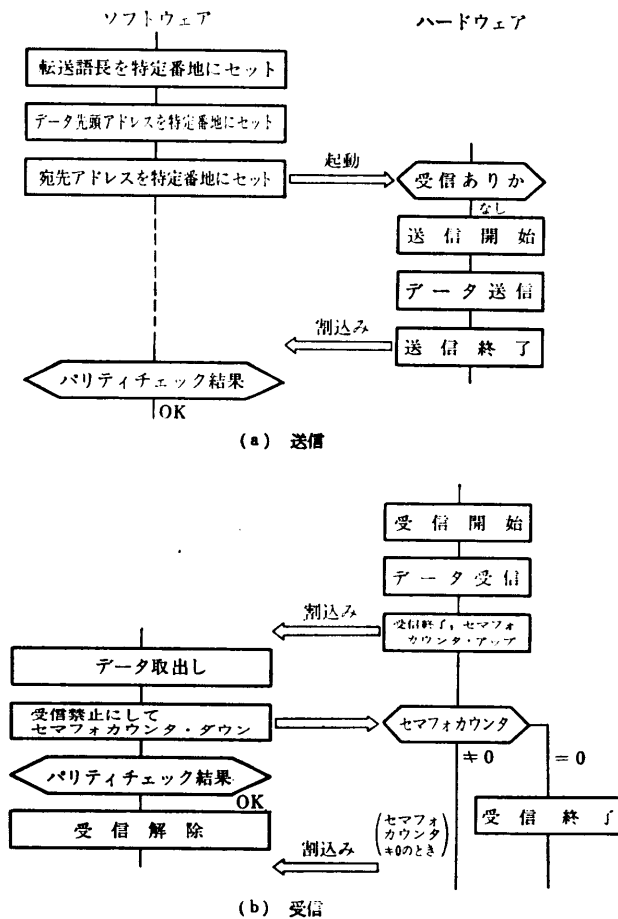 ソフトウェア
ハードウェア
転送語長を特定番地にセット
データ先頭アドレスを特定番地にセット
宛先アドレスを特定番地にセット
起動
受信ありか
なし
送信開始
データ送信
割込み
送信終了
パリティチェック結果
OK
(a) 送信
受信開始
データ受信
割込み
受信終了,セマフォ
カウンタ・アップ
データ取出し
受信禁止にして
セマフォカウンタ・ダウン
セマフォカウンタ
≠0
=0
パリティチェック結果
OK
受信終了
受信解除
割込み
(セマフォ
カウンタ
≠0のとき)
(b) 受信